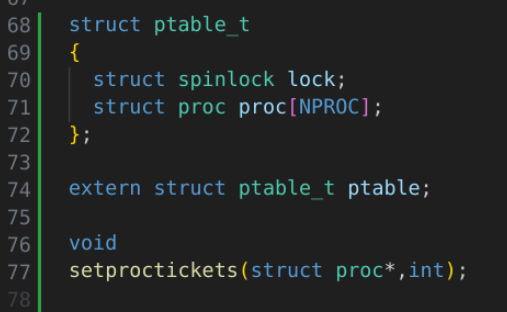 67
68 struct ptable_t
69 {
70 struct spinlock lock;
71 struct proc proc[NPROC];
72 };
73
74 extern struct ptable_t ptable;
75
76 void
77 setproctickets(struct proc*,int);
78